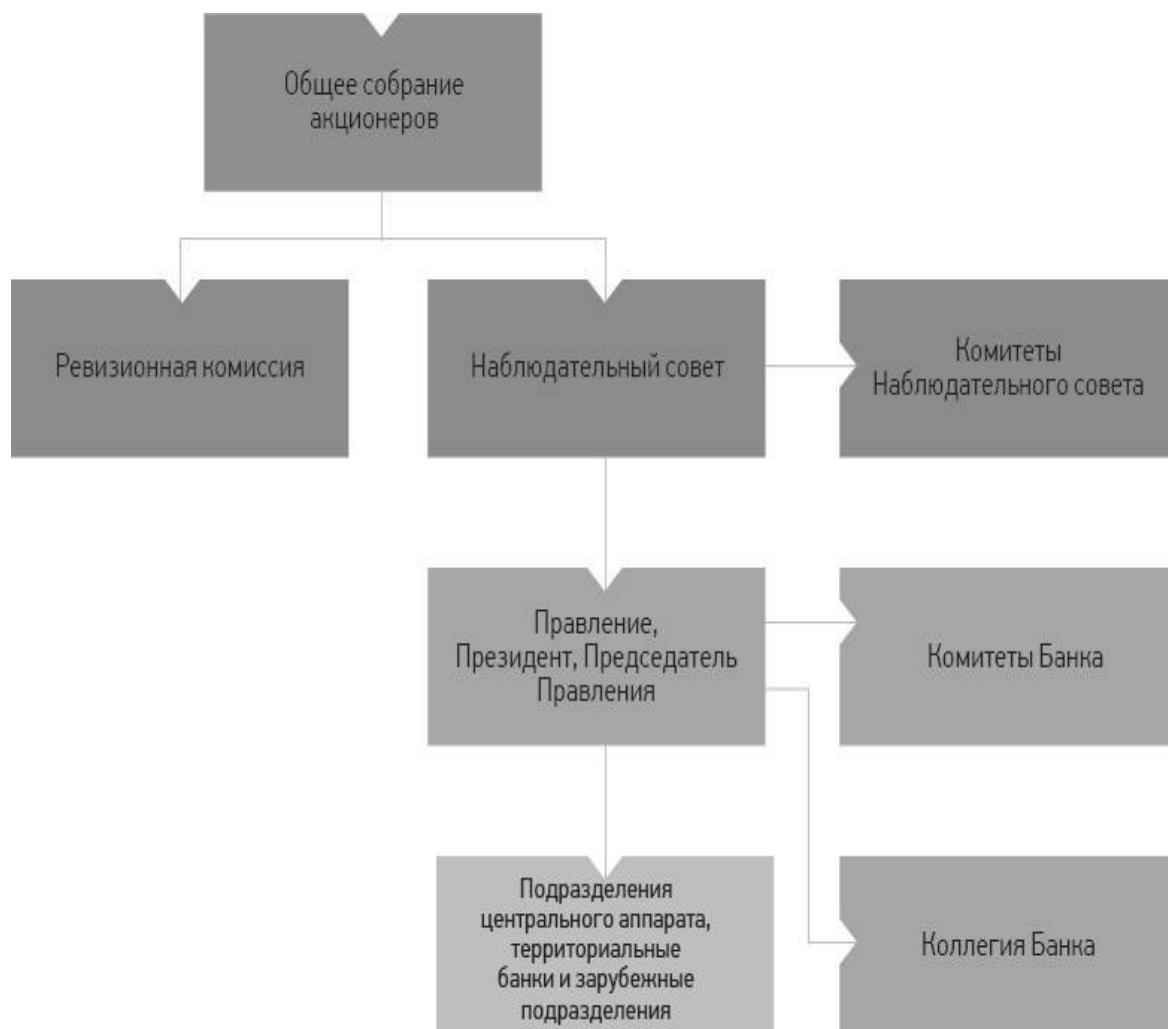 Общее собрание
акционеров
Ревизионная комиссия
Наблюдательный совет
Комитеты
Наблюдательного совета
Правление,
Президент, Председатель
Правления
Комитеты Банка
Подразделения
центрального аппарата,
территориальные
банки и зарубежные
подразделения
Коллегия Банка